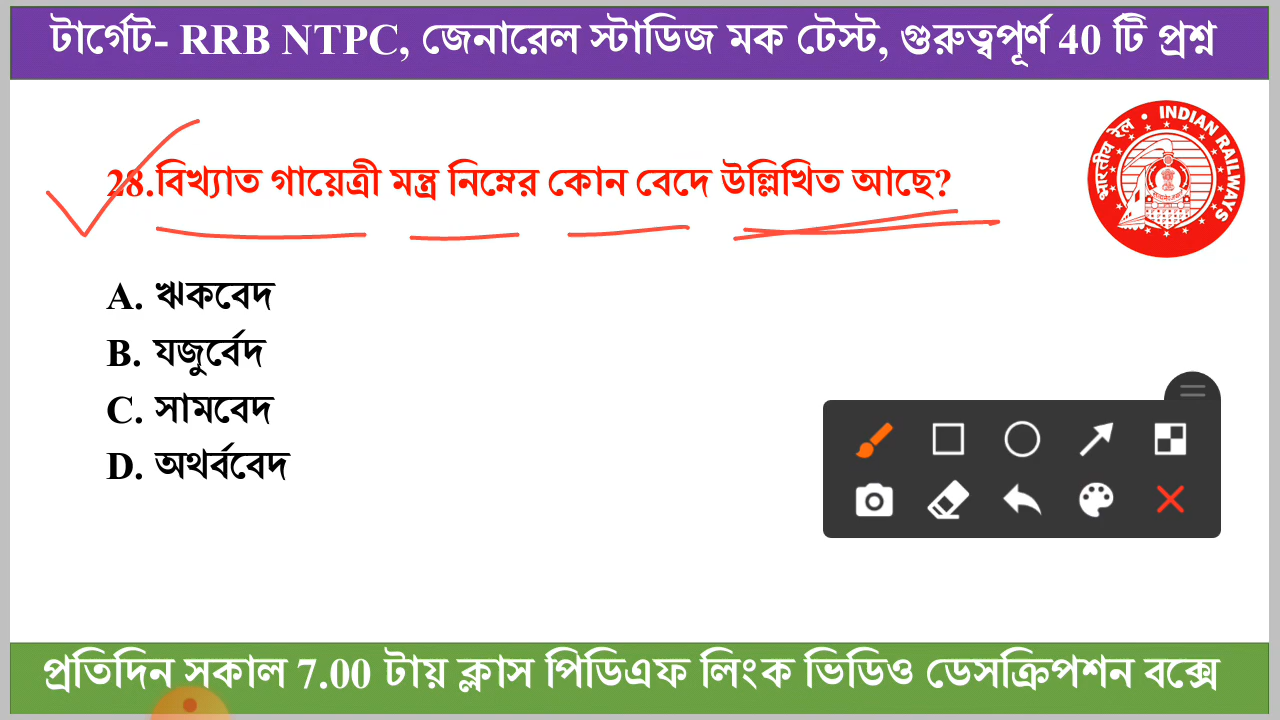 টার্গেট- RRB NTPC, জেনারেল স্টাডিজ মক টেস্ট, গুরুত্বপূর্ণ 40 টি প্রশ্ন
भारतीय रेल • INDIAN RAILWAYS
28.বিখ্যাত গায়েত্রী মন্ত্র নিম্নের কোন বেদে উল্লিখিত আছে?
A. ঋকবেদ
B. যজুর্বেদ
C. সামবেদ
D. অথর্ববেদ
প্রতিদিন সকাল 7.00 টায় ক্লাস পিডিএফ লিংক ভিডিও ডেসক্রিপশন বক্সে